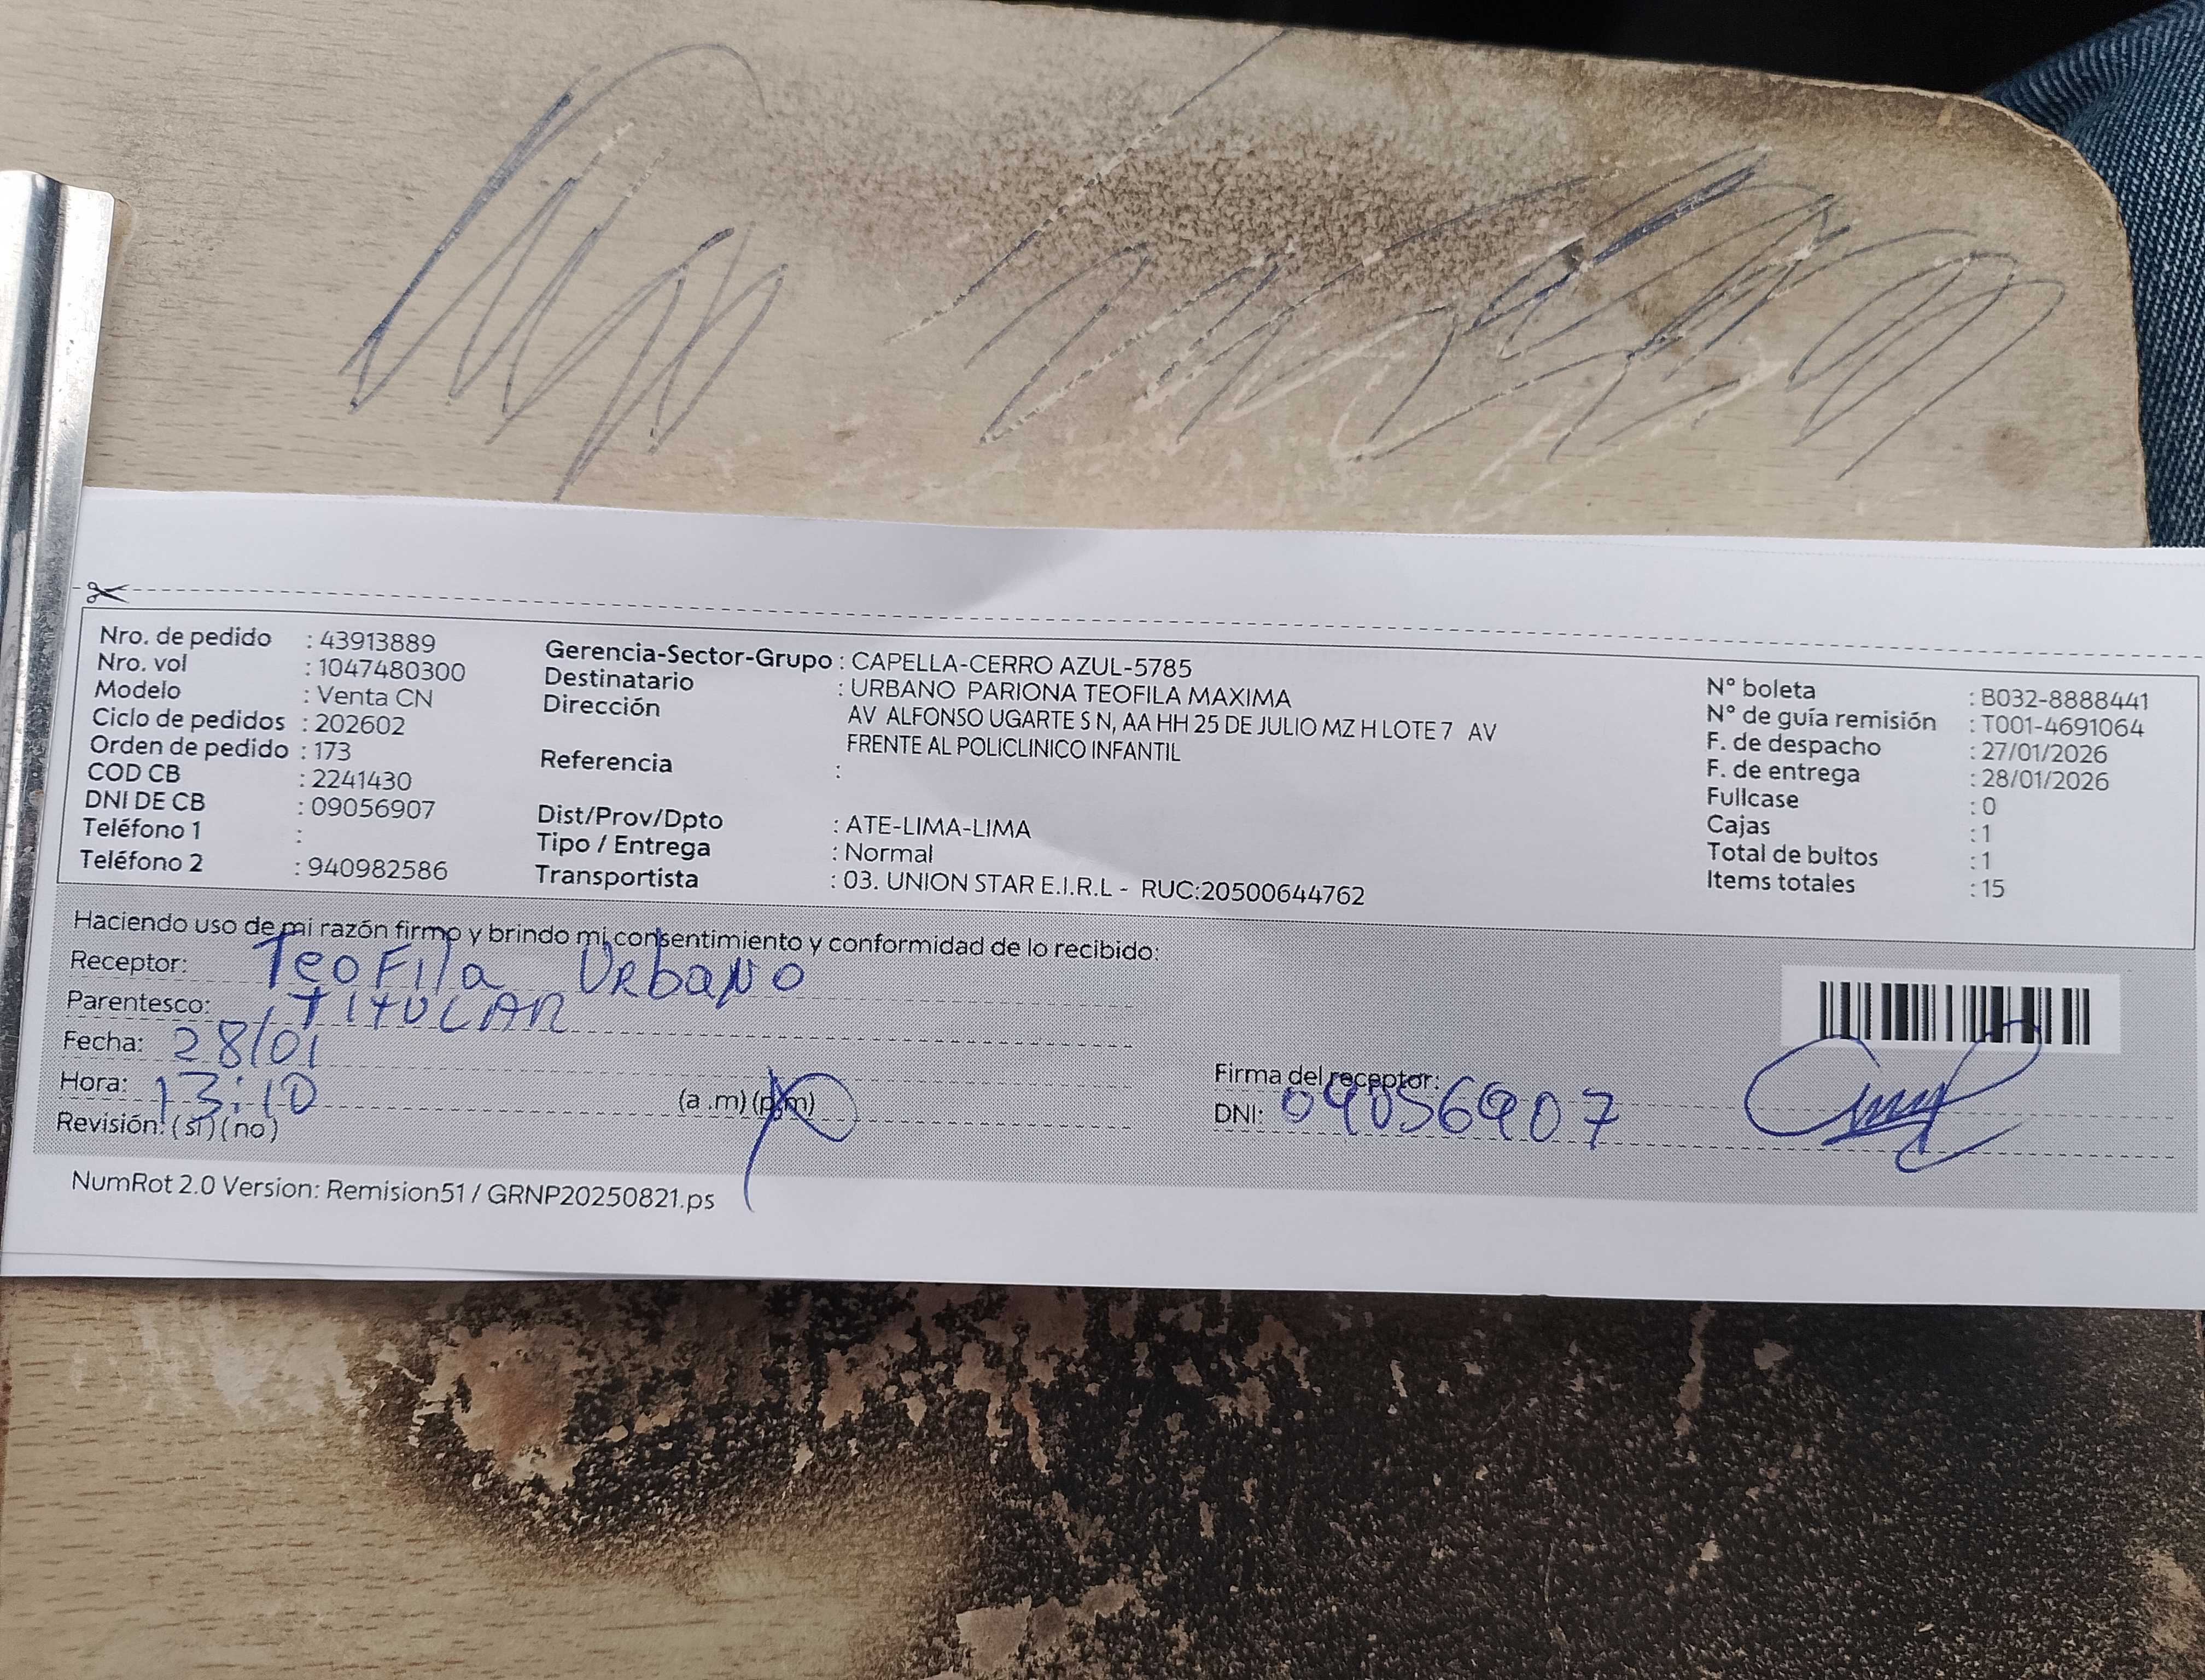 Nro. de pedido : 43913889
Nro. vol : 1047480300
Modelo : Venta CN
Ciclo de pedidos : 202602
Orden de pedido : 173
COD CB : 2241430
DNI DE CB : 09056907
Teléfono 1 :
Teléfono 2 : 940982586
Gerencia-Sector-Grupo : CAPELLA-CERRO AZUL-5785
Destinatario : URBANO PARIONA TEOFILA MAXIMA
Dirección AV ALFONSO UGARTE S N, AA HH 25 DE JULIO MZ H LOTE 7 AV
FRENTE AL POLICLINICO INFANTIL
Referencia :
Dist/Prov/Dpto : ATE-LIMA-LIMA
Tipo / Entrega : Normal
Transportista : 03. UNION STAR E.I.R.L - RUC:20500644762
N° boleta : B032-8888441
N° de guía remisión : T001-4691064
F. de despacho : 27/01/2026
F. de entrega : 28/01/2026
Fullcase : 0
Cajas : 1
Total de bultos : 1
Items totales : 15
Haciendo uso de mi razón firmo y brindo mi consentimiento y conformidad de lo recibido:
Receptor: TeoFila Urbano
Parentesco: TITULAR
Fecha: 28/01
Hora: 13:10 (a .m) (p.m)
Revisión: (si) (no)
Firma del receptor:
DNI: 09056907
NumRot 2.0 Version: Remision51 / GRNP20250821.ps